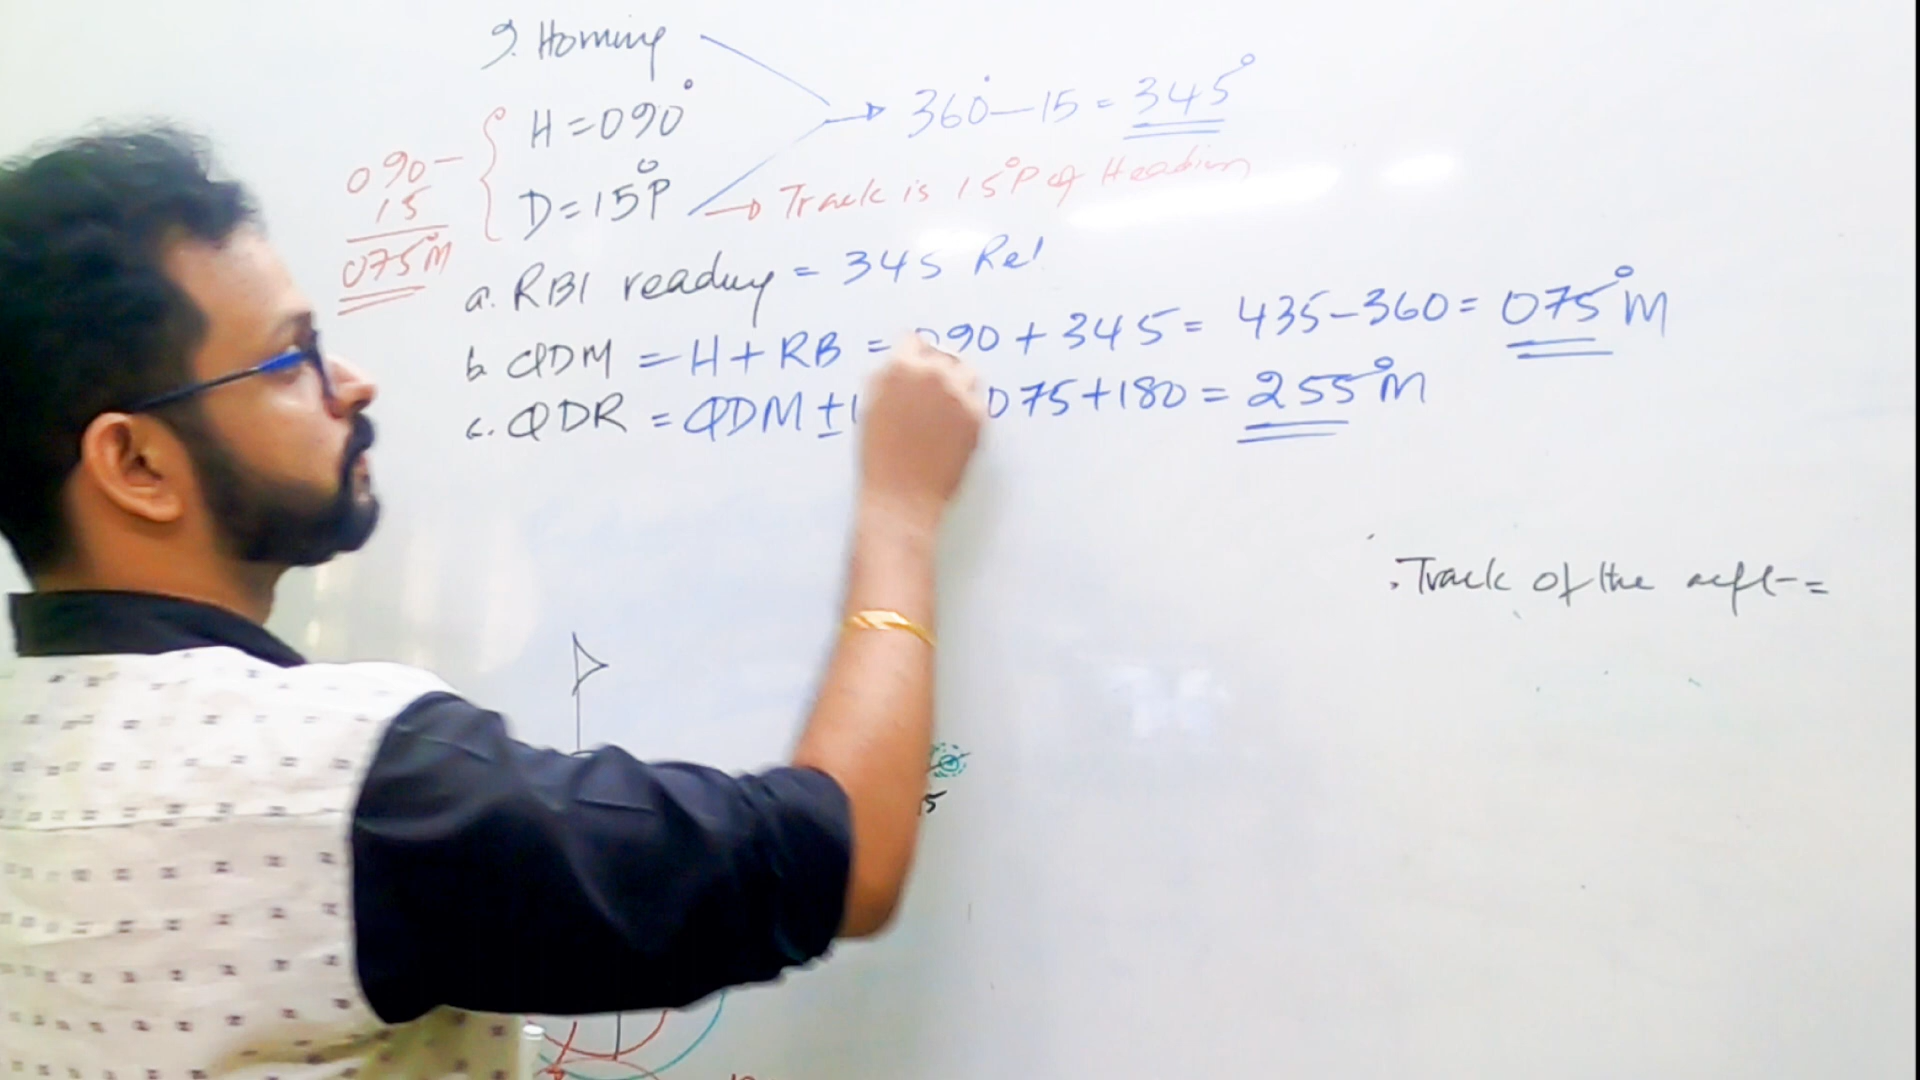 9. Homing
360° - 15 = 345°
H = 090°
D = 15°P → Track is 15°P of Heading
090 -
15
075°M
a. RBI reading = 345 Rel
b. QDM = H + RB = 090 + 345 = 435 - 360 = 075°M
c. QDR = QDM ± 1 075 + 180 = 255°M
Track of the acft =